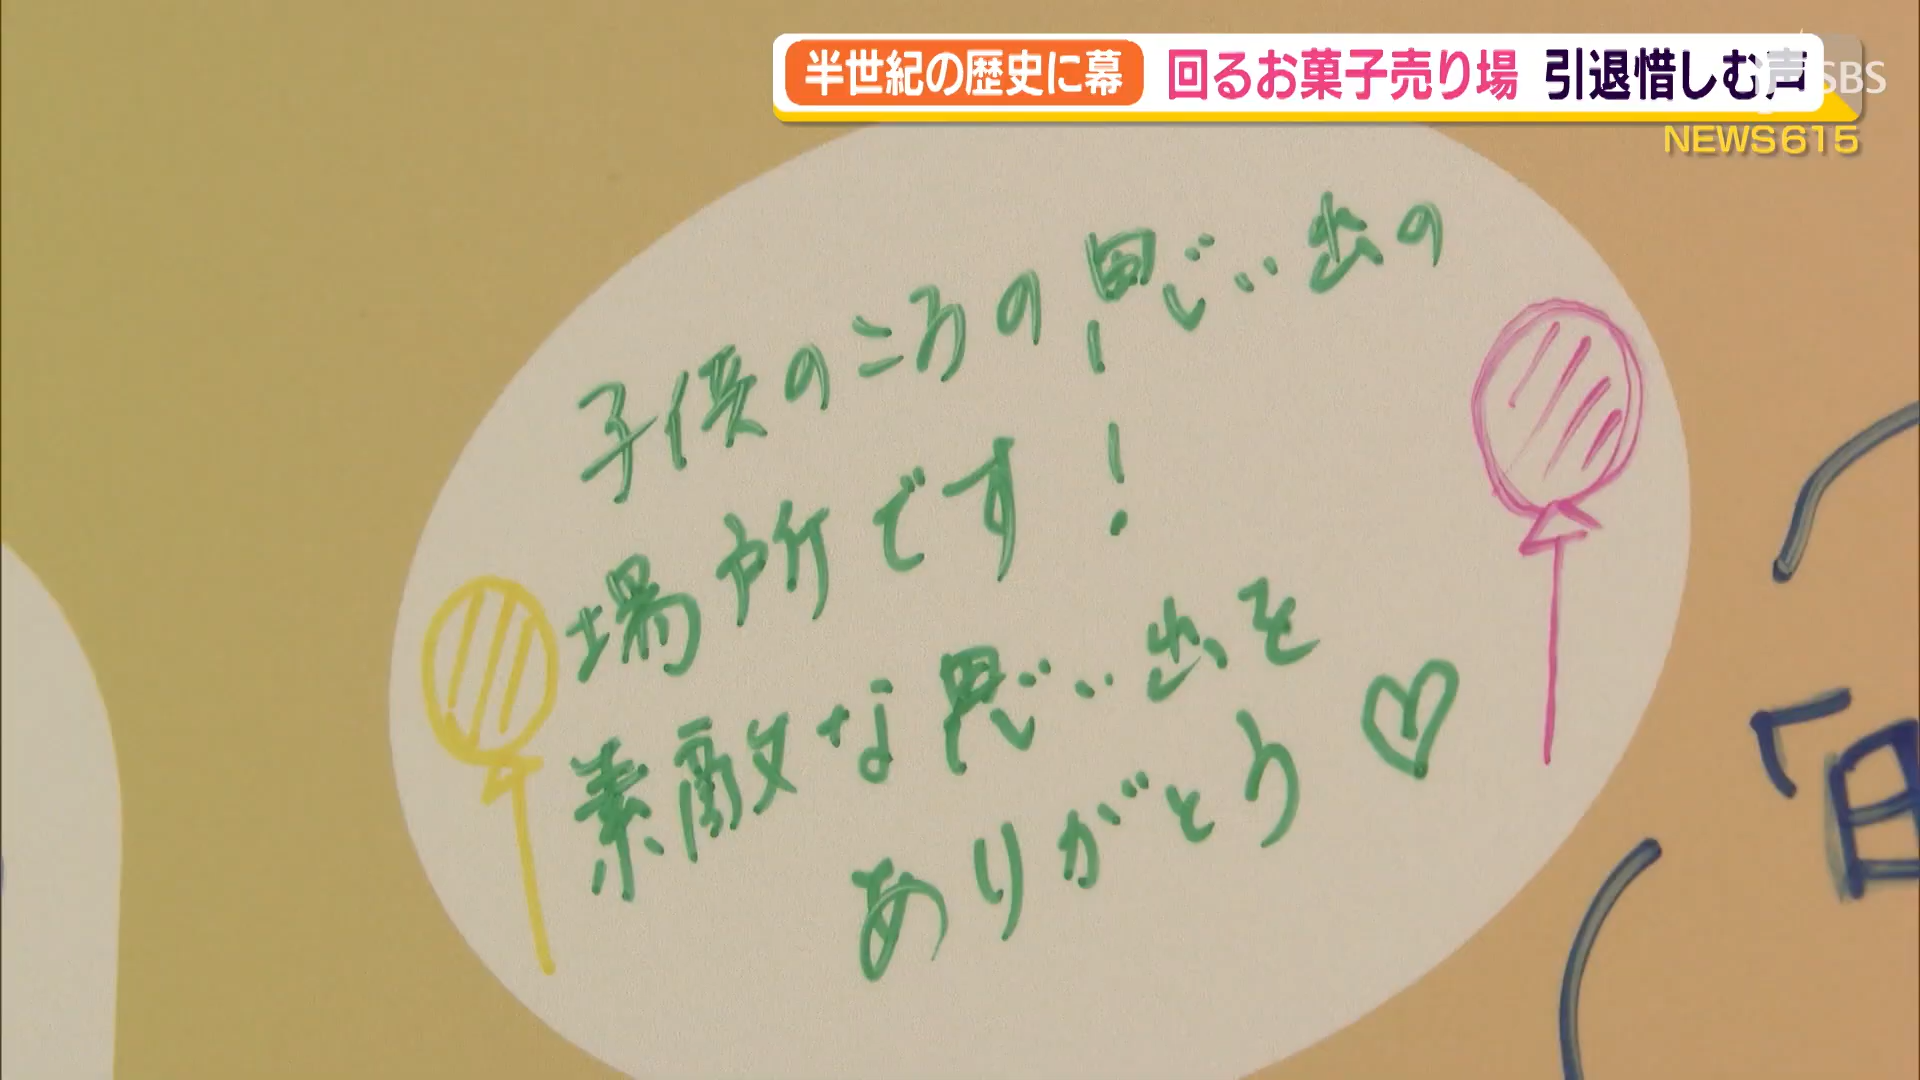 半世紀の歴史に幕 回るお菓子売り場 引退惜しむ声
SBS
NEWS615
子供のころの思い出の
場所です!
素敵な思い出を
ありがとう♡